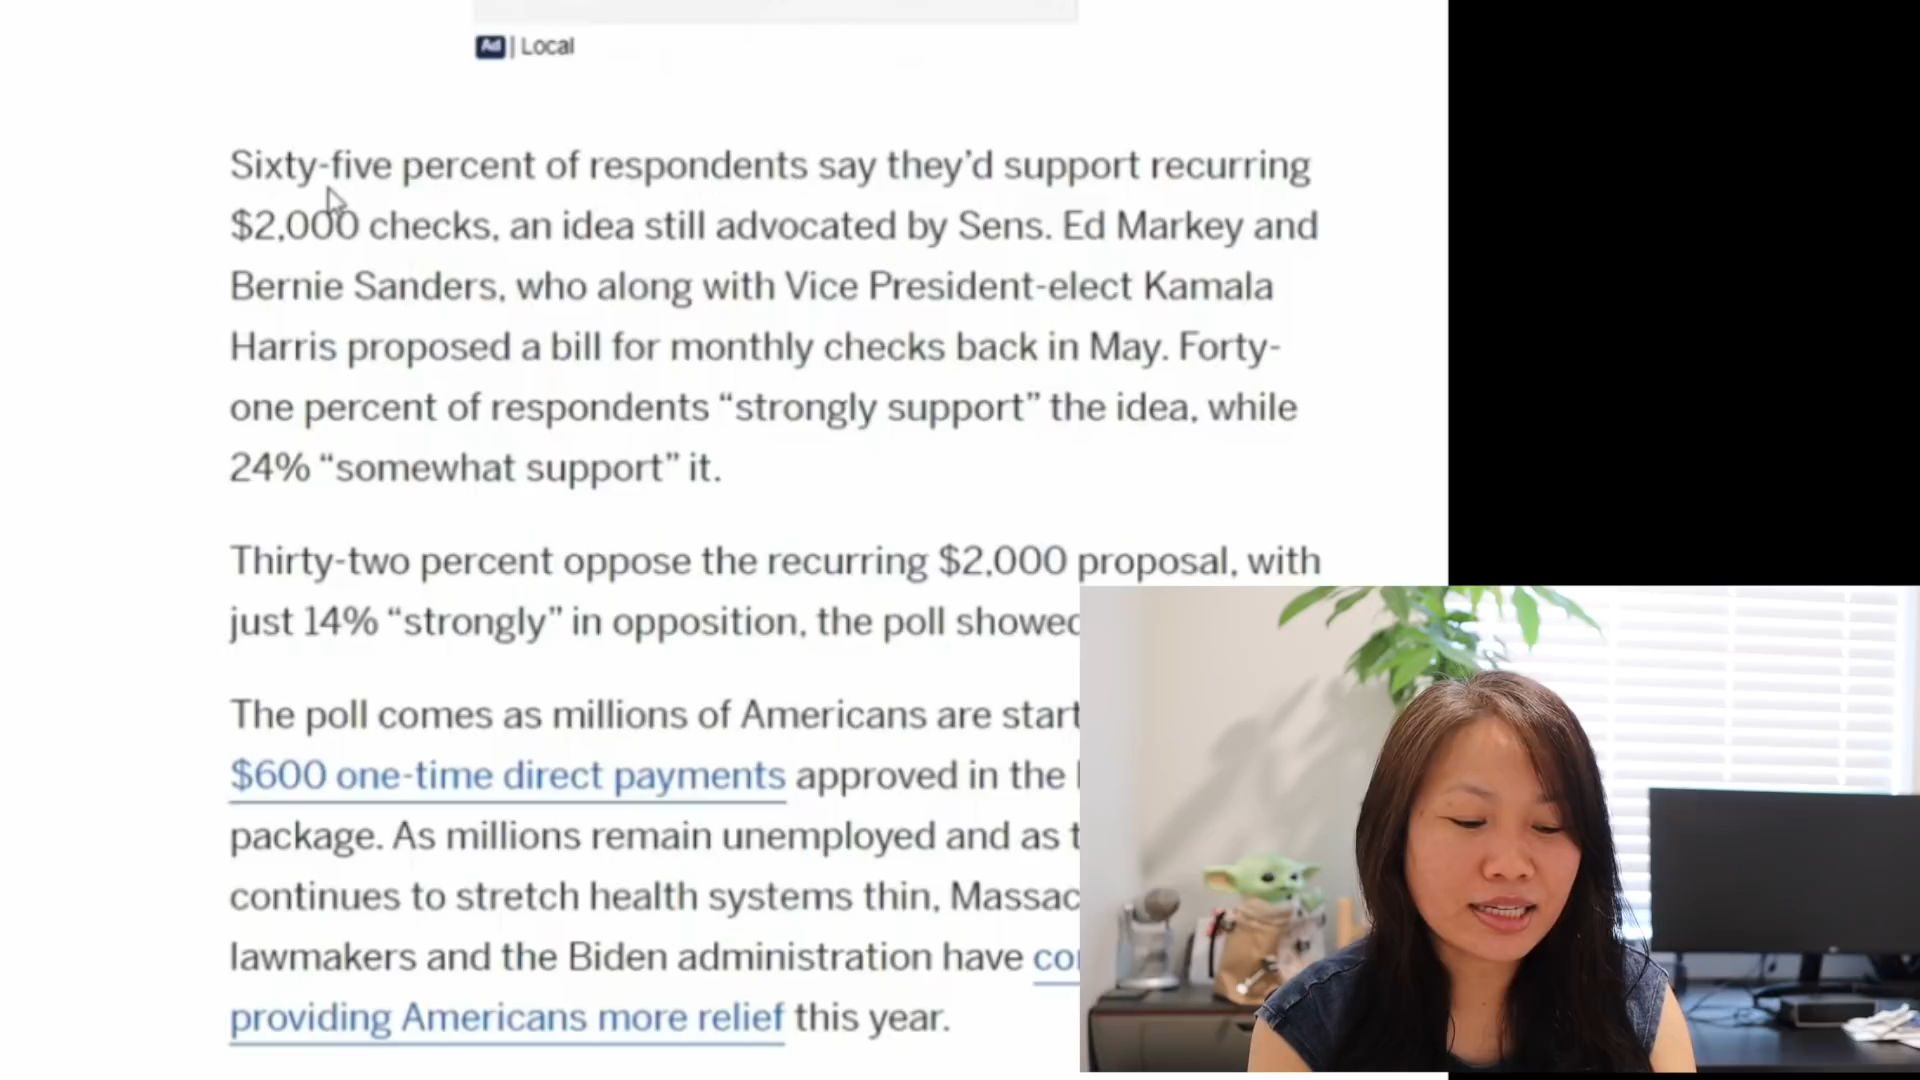 Ad | Local
Sixty-five percent of respondents say they’d support recurring
$2,000 checks, an idea still advocated by Sens. Ed Markey and
Bernie Sanders, who along with Vice President-elect Kamala
Harris proposed a bill for monthly checks back in May. Forty-
one percent of respondents “strongly support” the idea, while
24% “somewhat support” it.
Thirty-two percent oppose the recurring $2,000 proposal, with
just 14% “strongly” in opposition, the poll showed
The poll comes as millions of Americans are start
$600 one-time direct payments approved in the
package. As millions remain unemployed and as t
continues to stretch health systems thin, Massac
lawmakers and the Biden administration have
providing Americans more relief this year.